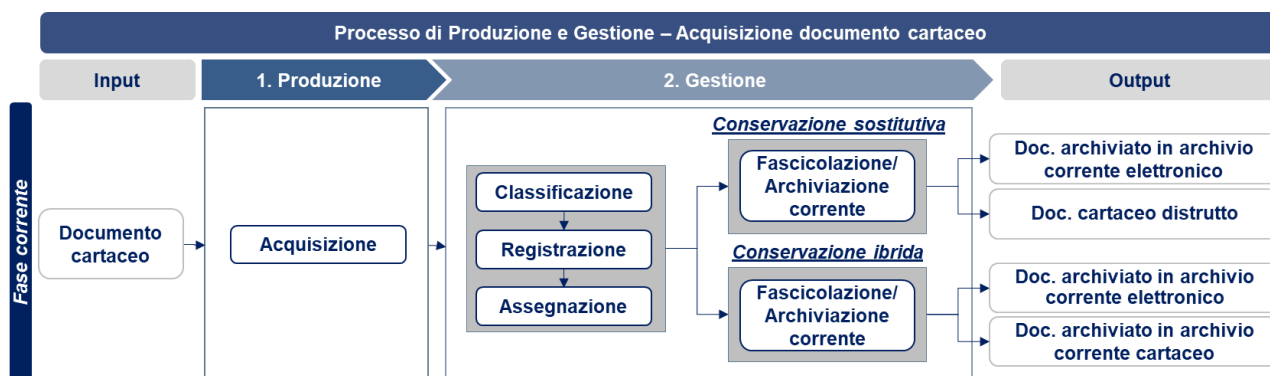 Processo di Produzione e Gestione – Acquisizione documento cartaceo
Input
1. Produzione
2. Gestione
Output
Fase corrente
Documento
cartaceo
Acquisizione
Classificazione
Registrazione
Assegnazione
Conservazione sostitutiva
Fascicolazione/
Archiviazione
corrente
Conservazione ibrida
Fascicolazione/
Archiviazione
corrente
Doc. archiviato in archivio
corrente elettronico
Doc. cartaceo distrutto
Doc. archiviato in archivio
corrente elettronico
Doc. archiviato in archivio
corrente cartaceo